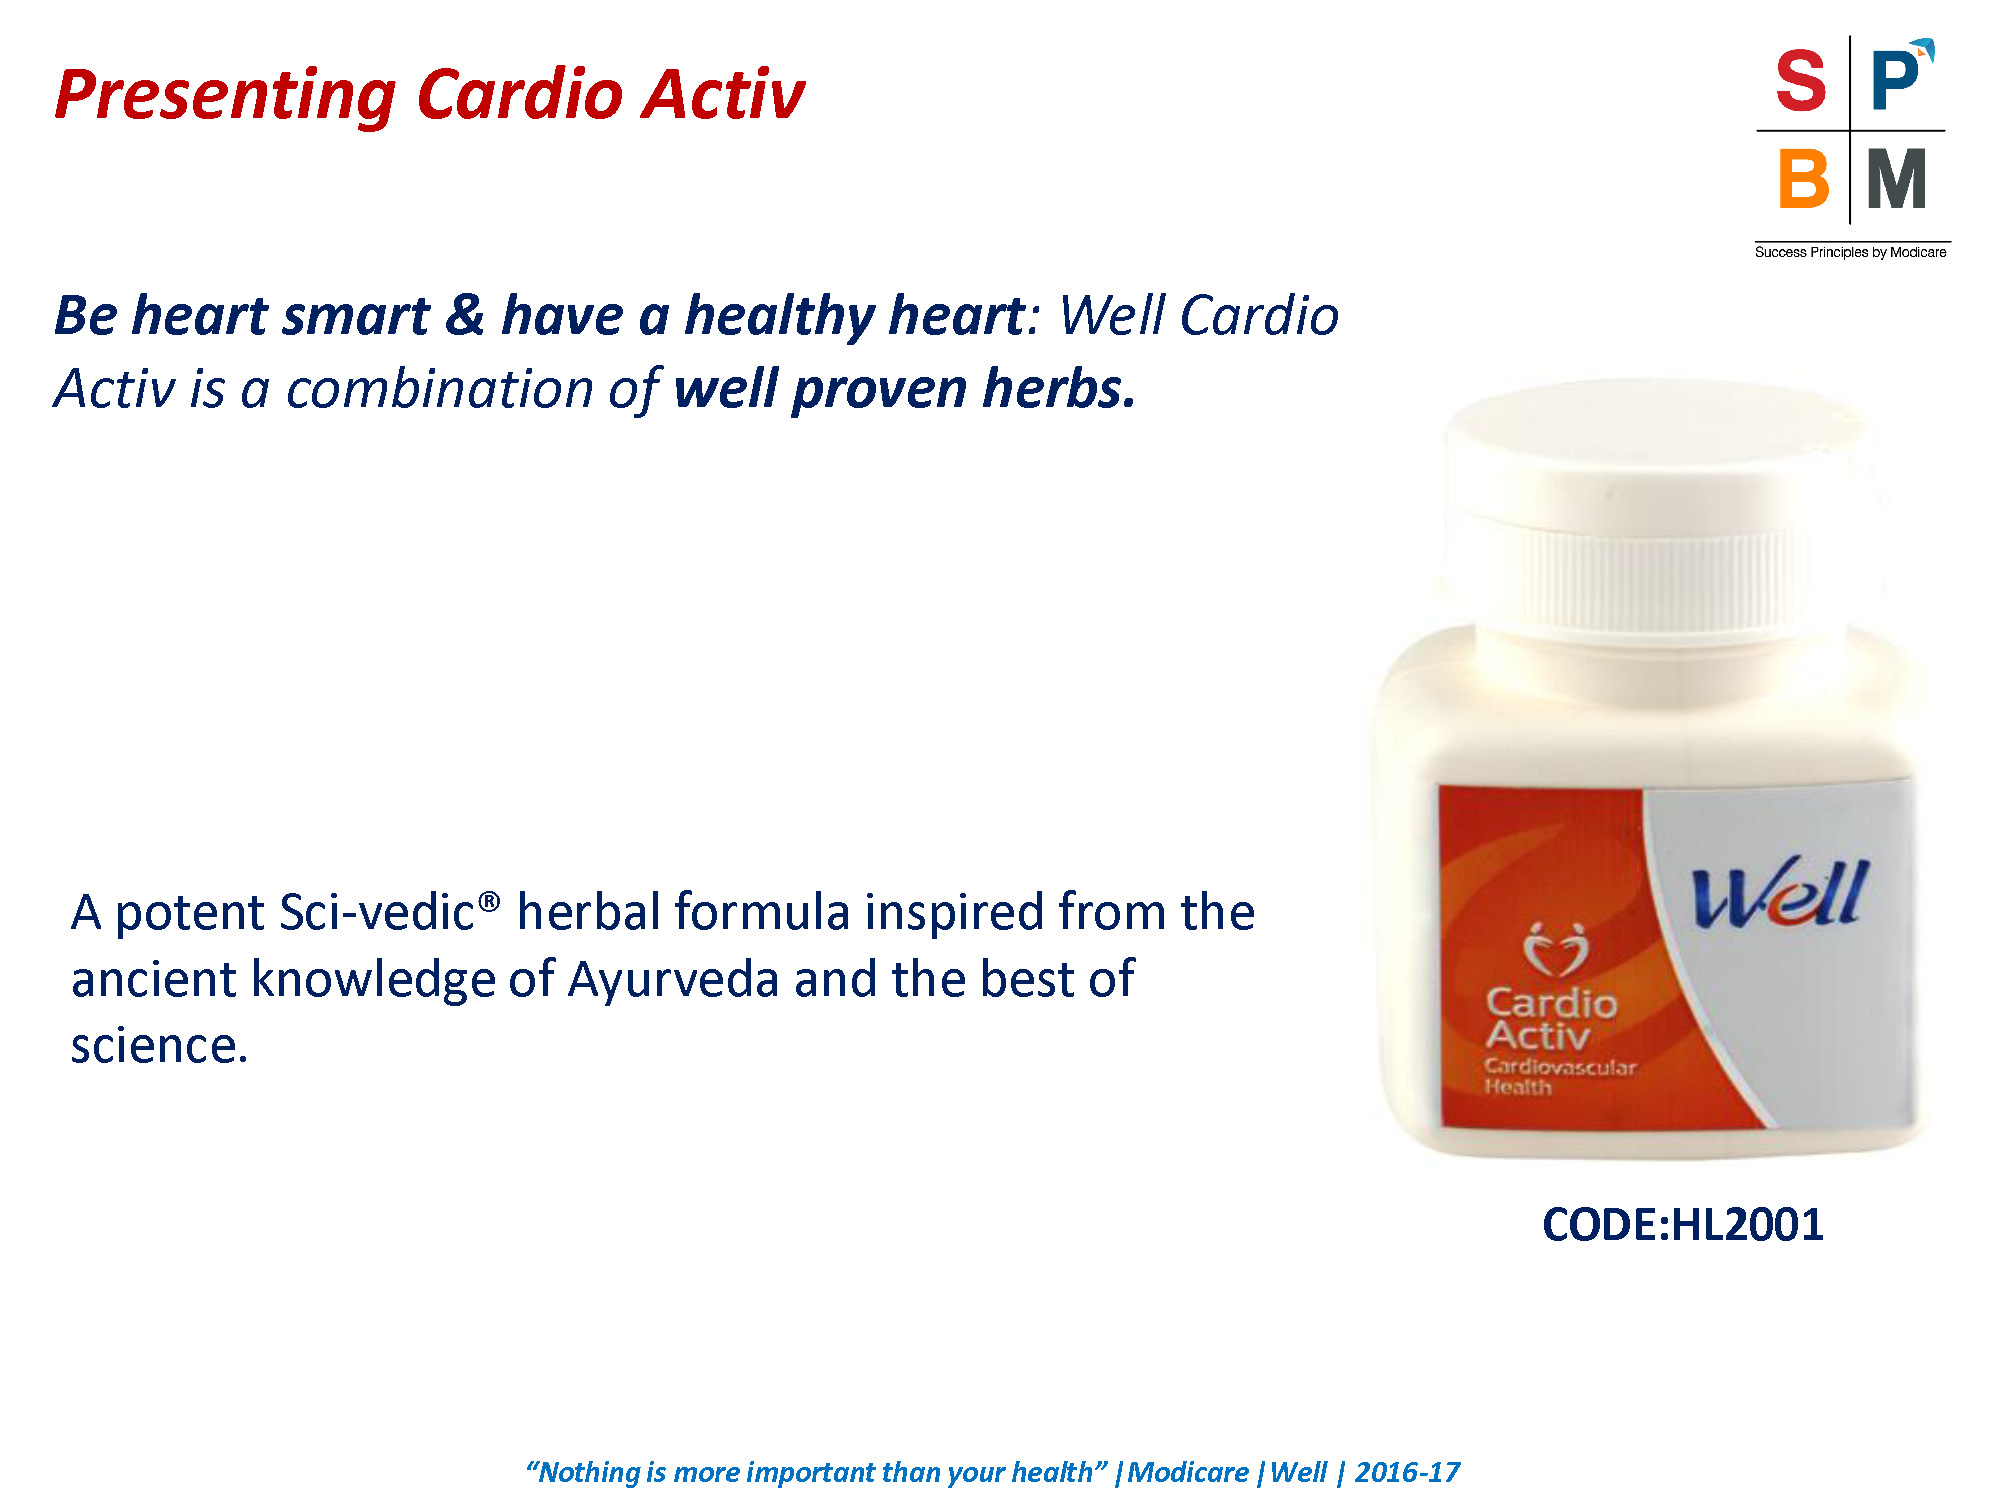 Presenting Cardio Activ
S P
B M
Success Principles by Modicare
Be heart smart & have a healthy heart: Well Cardio
Activ is a combination of well proven herbs.
A potent Sci-vedic® herbal formula inspired from the
ancient knowledge of Ayurveda and the best of
science.
Well
Cardio
Activ
Cardiovascular
Health
CODE:HL2001
“Nothing is more important than your health” |Modicare |Well | 2016-17